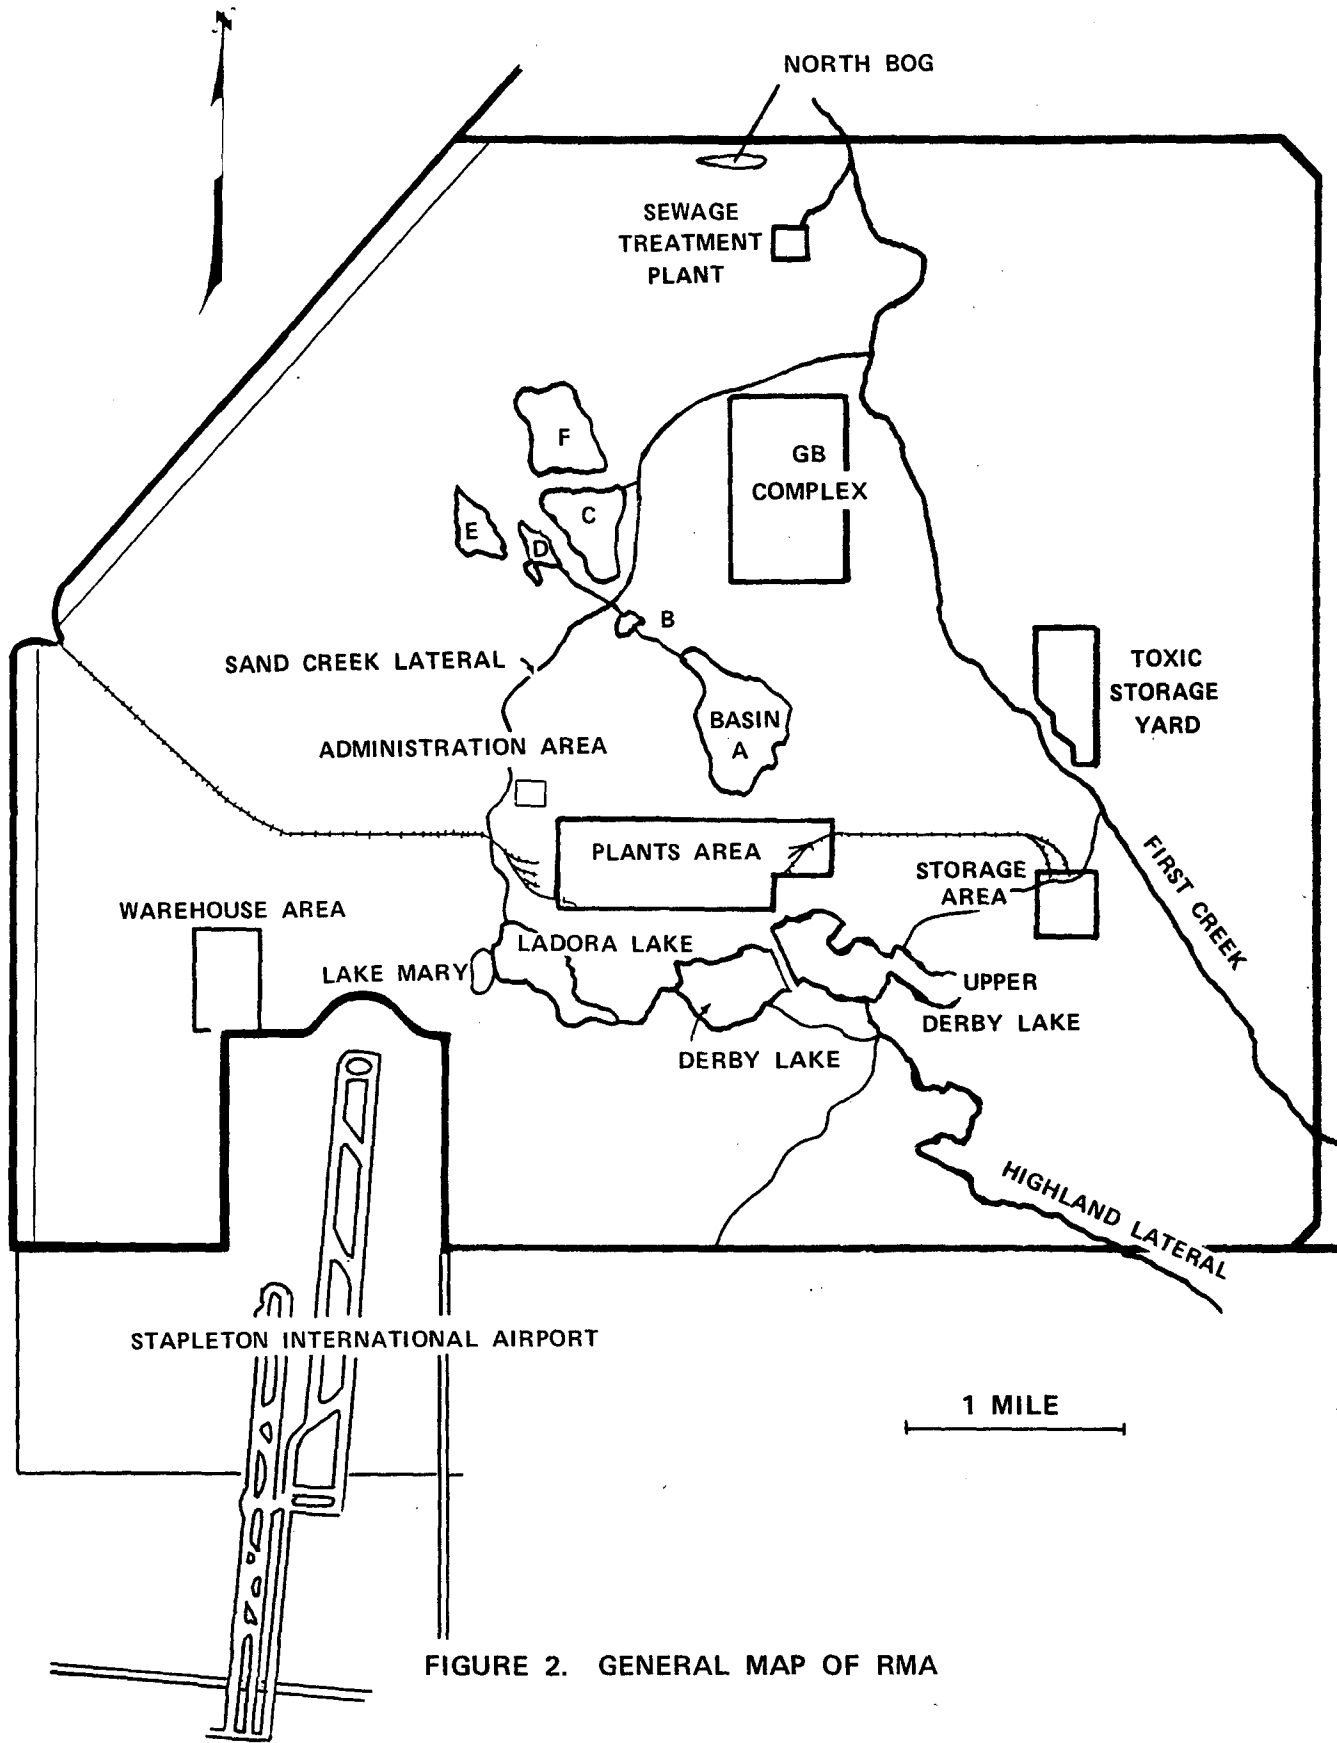 N
NORTH BOG
SEWAGE
TREATMENT
PLANT
F
GB
COMPLEX
C
E
D
B
SAND CREEK LATERAL
TOXIC
STORAGE
YARD
BASIN
A
ADMINISTRATION AREA
PLANTS AREA
STORAGE
AREA
FIRST CREEK
WAREHOUSE AREA
LADORA LAKE
LAKE MARY
UPPER
DERBY LAKE
DERBY LAKE
HIGHLAND LATERAL
STAPLETON INTERNATIONAL AIRPORT
1 MILE
FIGURE 2. GENERAL MAP OF RMA